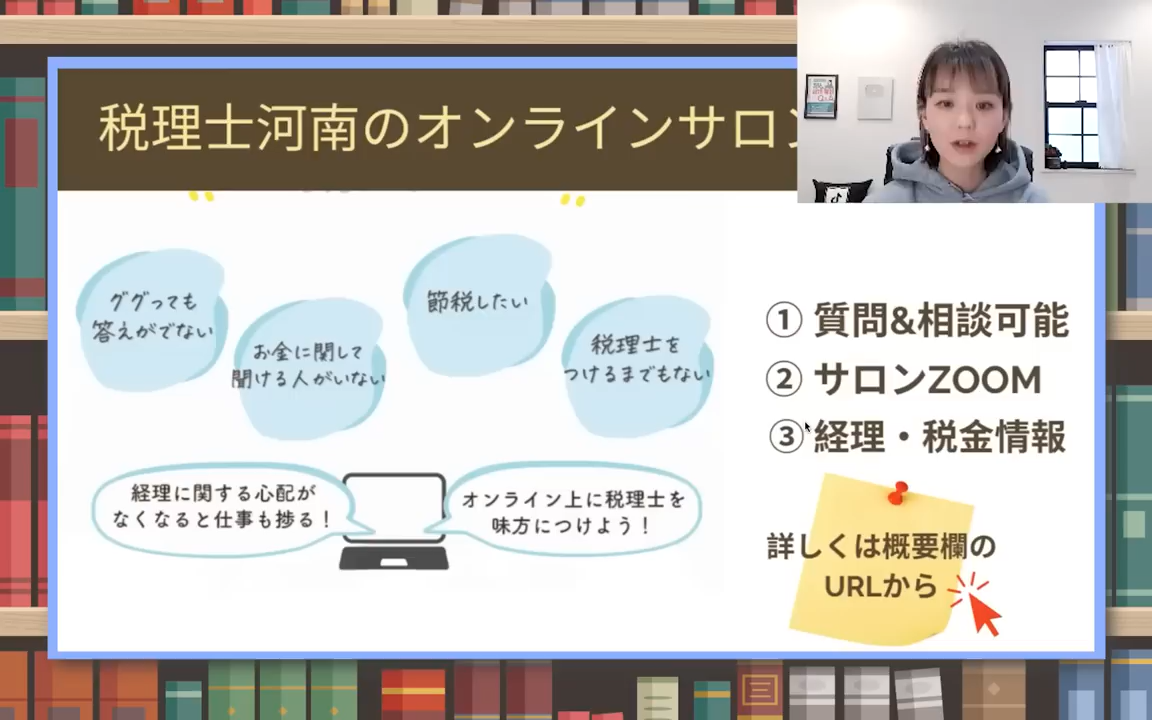 税理士河南のオンラインサロン
ググっても
答えがでない
お金に関して
聞ける人がいない
節税したい
税理士を
つけるまでもない
① 質問&相談可能
② サロンZOOM
③ 経理・税金情報
経理に関する心配が
なくなると仕事も捗る！
オンライン上に税理士を
味方につけよう！
詳しくは概要欄の
URLから